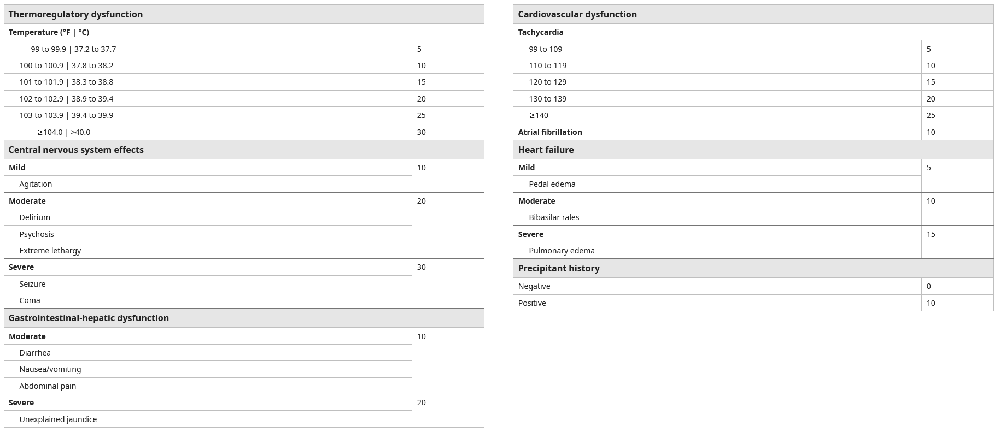 Thermoregulatory dysfunction
Temperature (°F | °C)
99 to 99.9 | 37.2 to 37.7 5
100 to 100.9 | 37.8 to 38.2 10
101 to 101.9 | 38.3 to 38.8 15
102 to 102.9 | 38.9 to 39.4 20
103 to 103.9 | 39.4 to 39.9 25
≥104.0 | >40.0 30
Central nervous system effects
Mild 10
Agitation
Moderate 20
Delirium
Psychosis
Extreme lethargy
Severe 30
Seizure
Coma
Gastrointestinal-hepatic dysfunction
Moderate 10
Diarrhea
Nausea/vomiting
Abdominal pain
Severe 20
Unexplained jaundice
Cardiovascular dysfunction
Tachycardia
99 to 109 5
110 to 119 10
120 to 129 15
130 to 139 20
≥140 25
Atrial fibrillation 10
Heart failure
Mild 5
Pedal edema
Moderate 10
Bibasilar rales
Severe 15
Pulmonary edema
Precipitant history
Negative 0
Positive 10